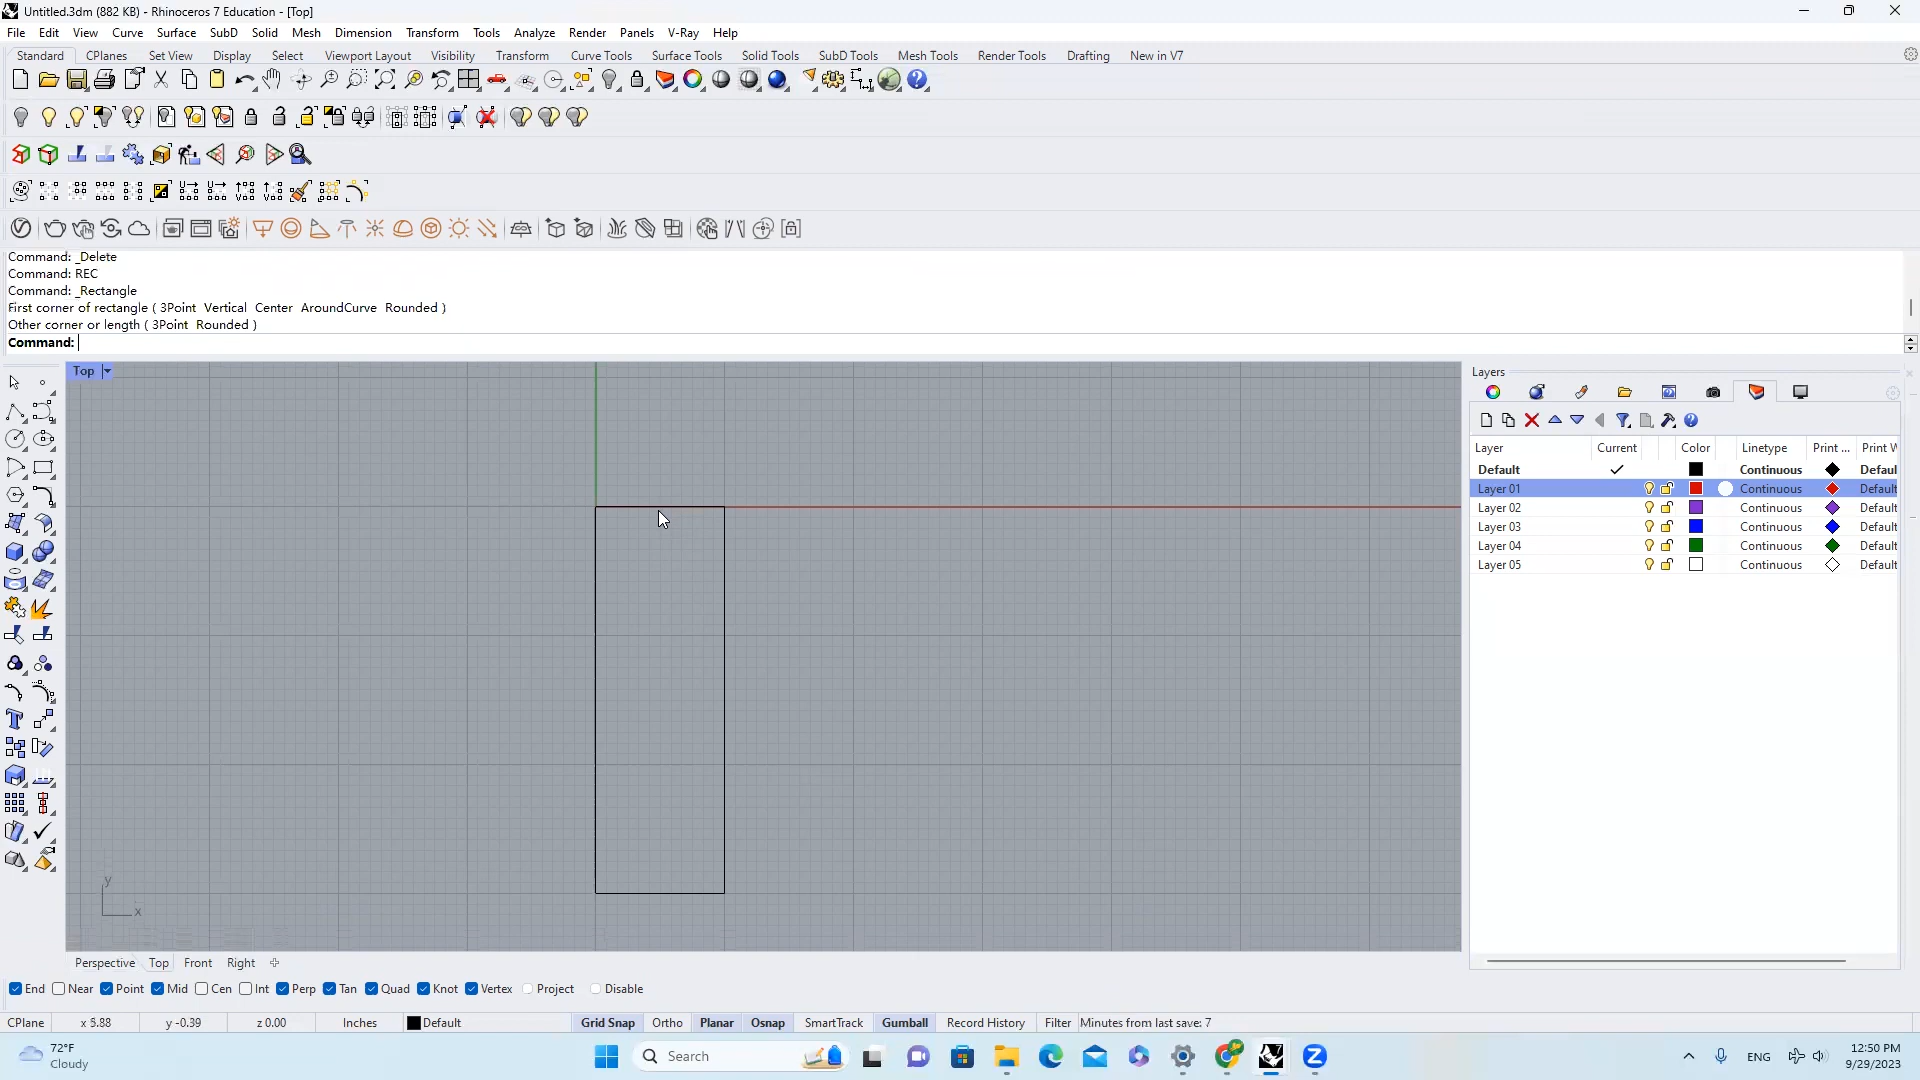 Untitled.3dm (882 KB) - Rhinoceros 7 Education - [Top]
File Edit View Curve Surface SubD Solid Mesh Dimension Transform Tools Analyze Render Panels V-Ray Help
Standard CPlanes Set View Display Select Viewport Layout Visibility Transform Curve Tools Surface Tools Solid Tools SubD Tools Mesh Tools Render Tools Drafting New in V7
Command: _Delete
Command: REC
Command: _Rectangle
First corner of rectangle ( 3Point Vertical Center AroundCurve Rounded )
Other corner or length ( 3Point Rounded )
Command:
Top
Layers
Layer Current Color Linetype Print ... Print W
Default Continuous Defaul
Layer 01 Continuous Default
Layer 02 Continuous Default
Layer 03 Continuous Default
Layer 04 Continuous Default
Layer 05 Continuous Default
y
x
Perspective Top Front Right
End Near Point Mid Cen Int Perp Tan Quad Knot Vertex Project Disable
CPlane x 5.88 y -0.39 z 0.00 Inches Default Grid Snap Ortho Planar Osnap SmartTrack Gumball Record History Filter Minutes from last save: 7
72°F
Cloudy
Search
ENG
12:50 PM
9/29/2023